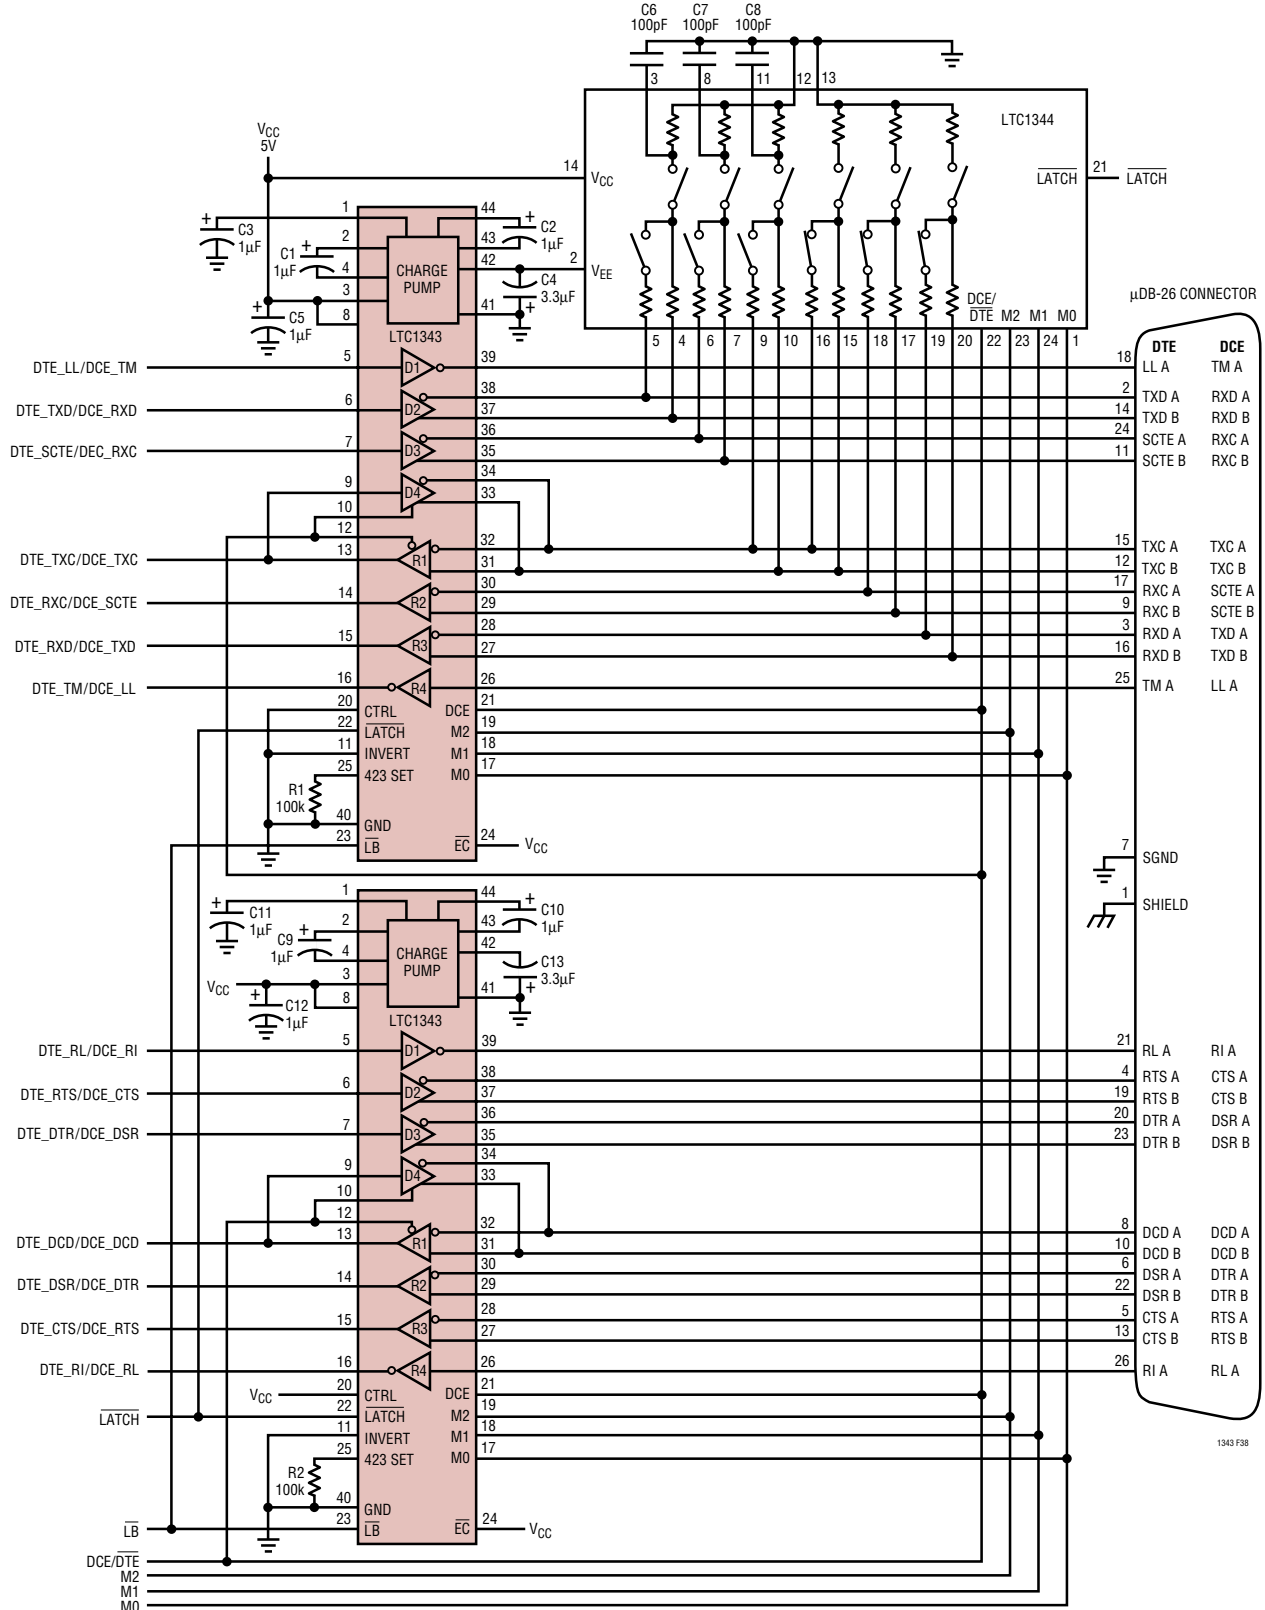 C6 C7 C8
100pF 100pF 100pF
3 8 11 12 13
LTC1344
VCC
5V
14 VCC
LATCH 21 LATCH
1 44
C3
1µF
C2
1µF
2 43
C1
1µF
4 42 2 VEE
CHARGE
PUMP
C4
3.3µF
3 41
C5
1µF
8
LTC1343
DCE/
DTE M2 M1 M0
5 4 6 7 9 10 16 15 18 17 19 20 22 23 24 1
µDB-26 CONNECTOR
DTE DCE
DTE_LL/DCE_TM 5 D1 39 18 LL A TM A
38 2 TXD A RXD A
DTE_TXD/DCE_RXD 6 D2 37 14 TXD B RXD B
36 24 SCTE A RXC A
DTE_SCTE/DEC_RXC 7 D3 35 11 SCTE B RXC B
34
9 D4 33
10
12 32 15 TXC A TXC A
DTE_TXC/DCE_TXC 13 R1 31 12 TXC B TXC B
30 17 RXC A SCTE A
DTE_RXC/DCE_SCTE 14 R2 29 9 RXC B SCTE B
28 3 RXD A TXD A
DTE_RXD/DCE_TXD 15 R3 27 16 RXD B TXD B
DTE_TM/DCE_LL 16 R4 26 25 TM A LL A
20 CTRL DCE 21
22 LATCH M2 19
11 INVERT M1 18
25 423 SET M0 17
R1
100k
40 GND
23 LB EC 24 VCC
7 SGND
1 SHIELD
1 44
C11
1µF
C10
1µF
2 43
C9
1µF
4 42
CHARGE
PUMP
C13
3.3µF
VCC 3 41
C12
1µF
8
LTC1343
DTE_RL/DCE_RI 5 D1 39 21 RL A RI A
38 4 RTS A CTS A
DTE_RTS/DCE_CTS 6 D2 37 19 RTS B CTS B
36 20 DTR A DSR A
DTE_DTR/DCE_DSR 7 D3 35 23 DTR B DSR B
34
9 D4 33
10
12 32 8 DCD A DCD A
DTE_DCD/DCE_DCD 13 R1 31 10 DCD B DCD B
30 6 DSR A DTR A
DTE_DSR/DCE_DTR 14 R2 29 22 DSR B DTR B
28 5 CTS A RTS A
DTE_CTS/DCE_RTS 15 R3 27 13 CTS B RTS B
DTE_RI/DCE_RL 16 R4 26 26 RI A RL A
VCC 20 CTRL DCE 21
LATCH 22 LATCH M2 19
11 INVERT M1 18
25 423 SET M0 17
R2
100k
40 GND
LB 23 LB EC 24 VCC
DCE/DTE
M2
M1
M0
1343 F38